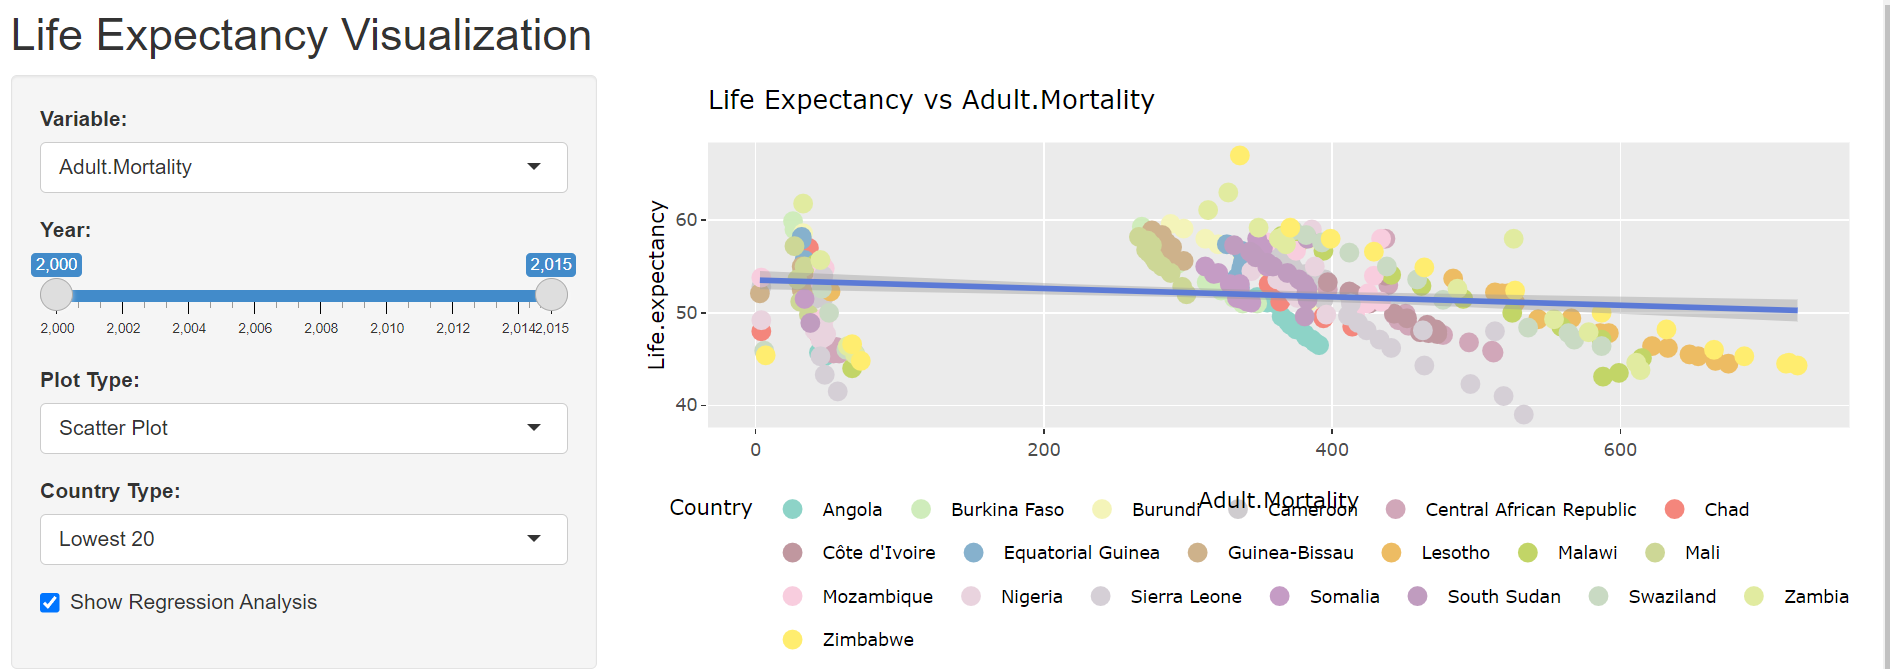 Life Expectancy Visualization
Variable:
Adult.Mortality
Year:
2,000 2,015
2,000 2,002 2,004 2,006 2,008 2,010 2,012 2,014 2,015
Plot Type:
Scatter Plot
Country Type:
Lowest 20
Show Regression Analysis
Life Expectancy vs Adult.Mortality
Life.expectancy
60
50
40
0 200 400 600
Adult.Mortality
Country
Angola Burkina Faso Burundi Cameroon Central African Republic Chad
Côte d'Ivoire Equatorial Guinea Guinea-Bissau Lesotho Malawi Mali
Mozambique Nigeria Sierra Leone Somalia South Sudan Swaziland Zambia
Zimbabwe